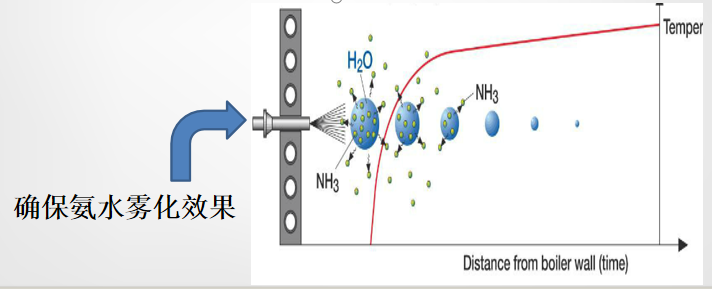 Temper
H₂O
NH₃
NH₃
确保氨水雾化效果
Distance from boiler wall (time)